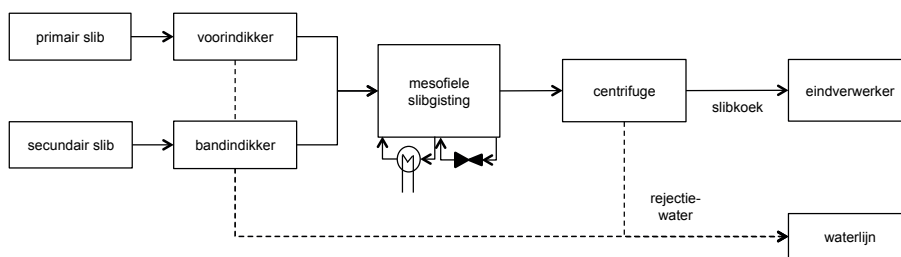 primair slib
voorindikker
mesofiele
slibgisting
centrifuge
slibkoek
eindverwerker
secundair slib
bandindikker
M
rejectie-
water
waterlijn